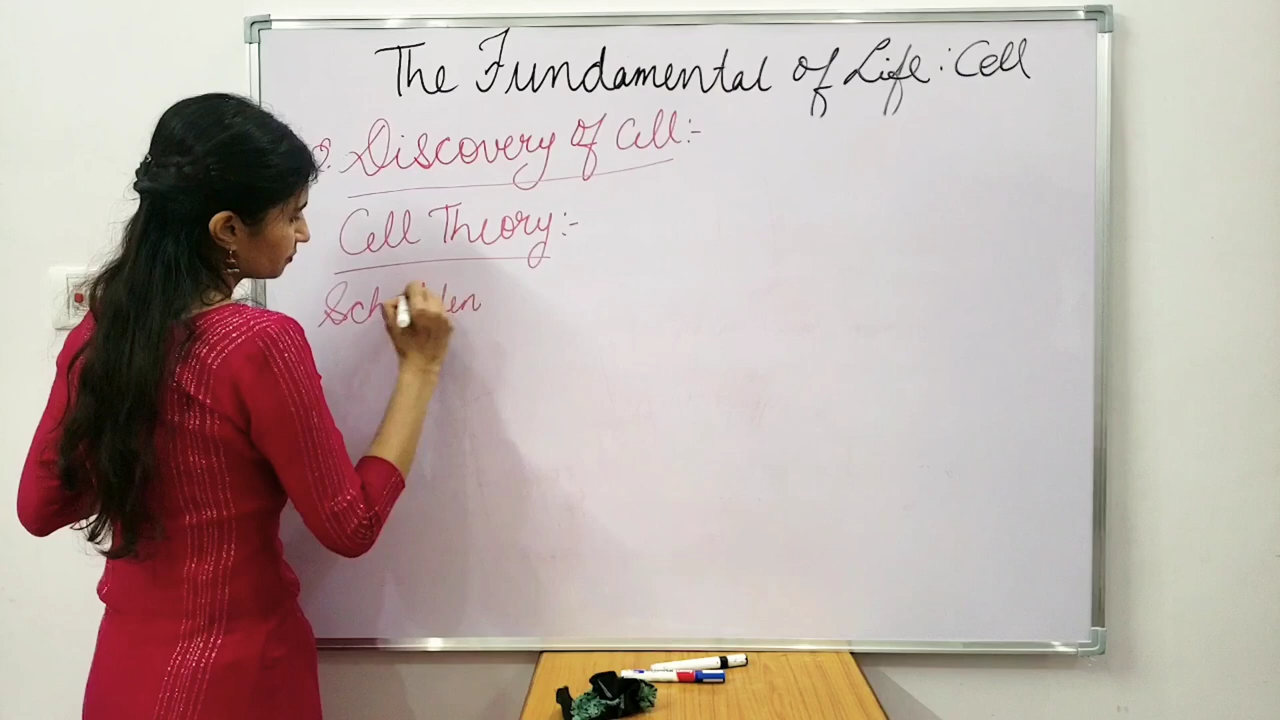 The Fundamental of Life: Cell
Q. Discovery of Cell:-
Cell Theory:-